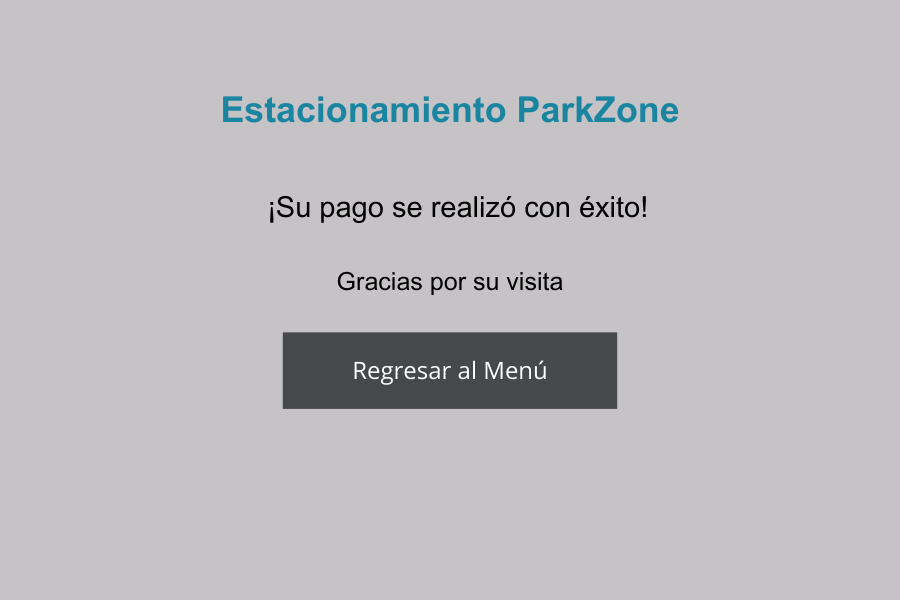 Estacionamiento ParkZone
¡Su pago se realizó con éxito!
Gracias por su visita
Regresar al Menú